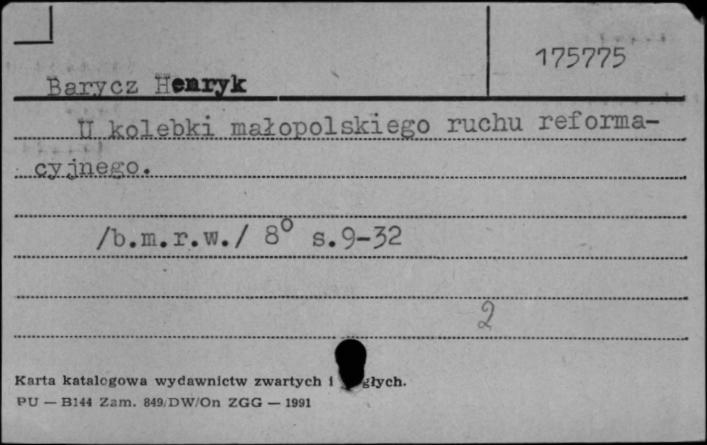 175775
Barycz Henryk
U kolebki małopolskiego ruchu reforma-
cyjnego.
/b.m.r.w./ 8° s.9-32
2
Karta katalogowa wydawnictw zwartych i głych.
PU — B144 Zam. 849/DW/On ZGG — 1991